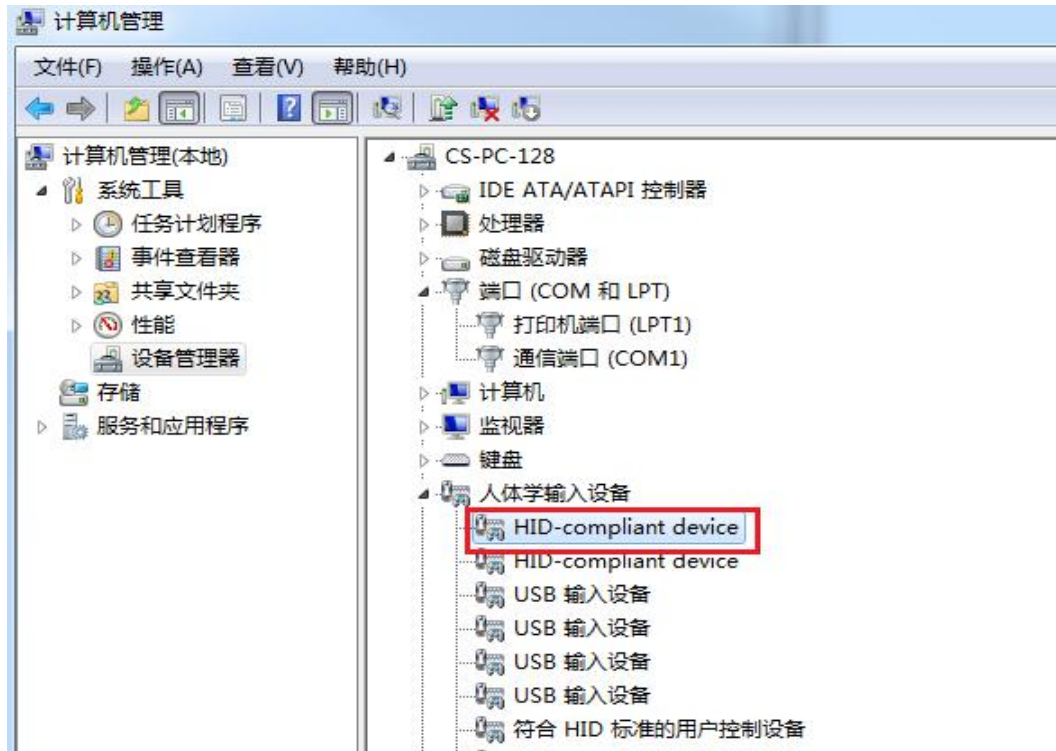 计算机管理
文件(F) 操作(A) 查看(V) 帮助(H)
计算机管理(本地)
系统工具
任务计划程序
事件查看器
共享文件夹
性能
设备管理器
存储
服务和应用程序
CS-PC-128
IDE ATA/ATAPI 控制器
处理器
磁盘驱动器
端口 (COM 和 LPT)
打印机端口 (LPT1)
通信端口 (COM1)
计算机
监视器
键盘
人体学输入设备
HID-compliant device
HID-compliant device
USB 输入设备
USB 输入设备
USB 输入设备
USB 输入设备
符合 HID 标准的用户控制设备